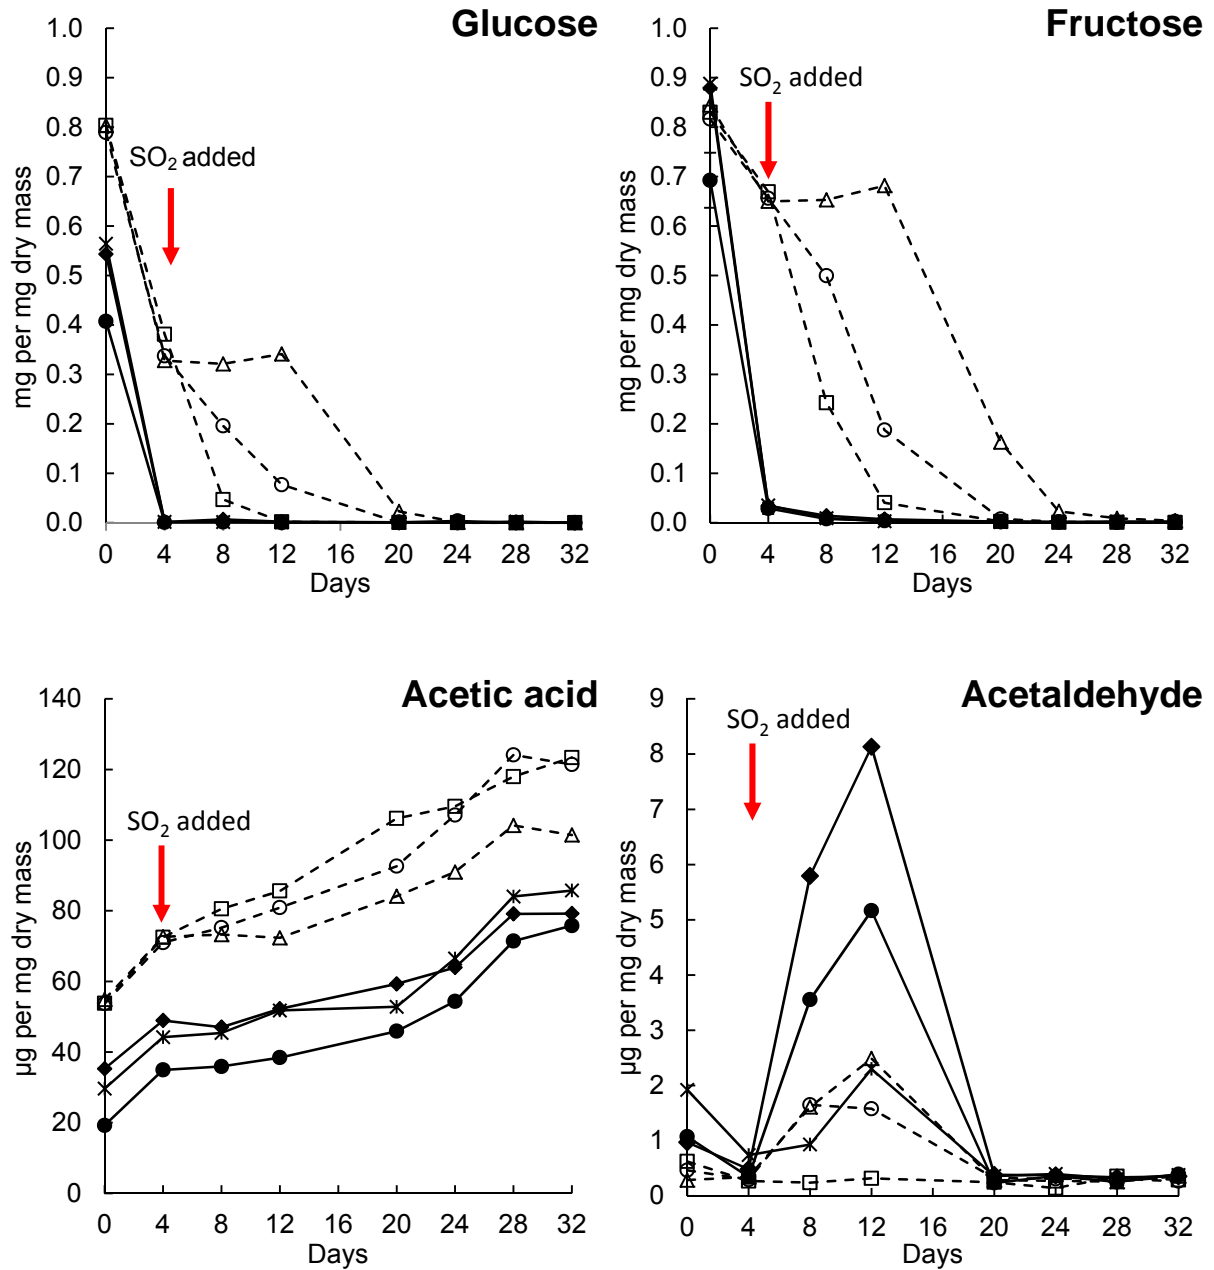 Glucose
1.0
0.9
0.8
0.7
0.6
0.5
0.4
0.3
0.2
0.1
0.0
mg per mg dry mass
SO₂ added
0 4 8 12 16 20 24 28 32
Days
Fructose
1.0
0.9
0.8
0.7
0.6
0.5
0.4
0.3
0.2
0.1
0.0
mg per mg dry mass
SO₂ added
0 4 8 12 16 20 24 28 32
Days
Acetic acid
140
120
100
80
60
40
20
0
µg per mg dry mass
SO₂ added
0 4 8 12 16 20 24 28 32
Days
Acetaldehyde
9
8
7
6
5
4
3
2
1
0
µg per mg dry mass
SO₂ added
0 4 8 12 16 20 24 28 32
Days